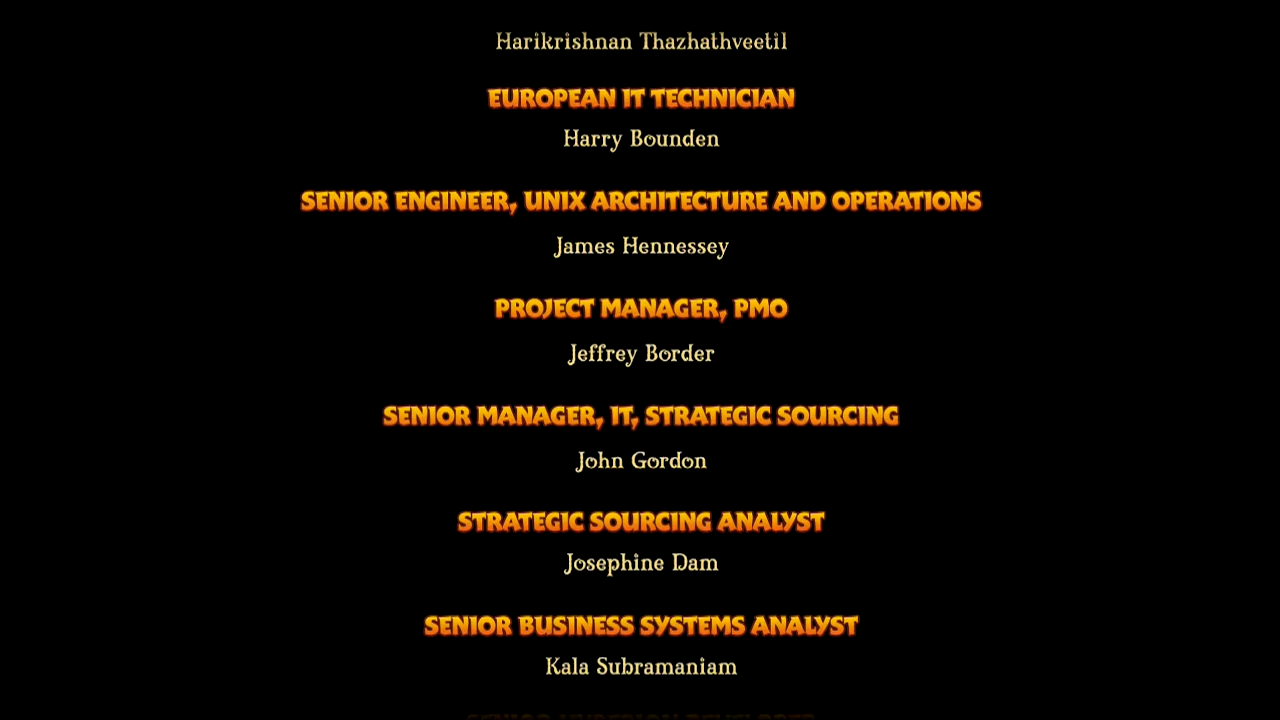 Harikrishnan Thazhathveetil
EUROPEAN IT TECHNICIAN
Harry Bounden
SENIOR ENGINEER, UNIX ARCHITECTURE AND OPERATIONS
James Hennessey
PROJECT MANAGER, PMO
Jeffrey Border
SENIOR MANAGER, IT, STRATEGIC SOURCING
John Gordon
STRATEGIC SOURCING ANALYST
Josephine Dam
SENIOR BUSINESS SYSTEMS ANALYST
Kala Subramaniam